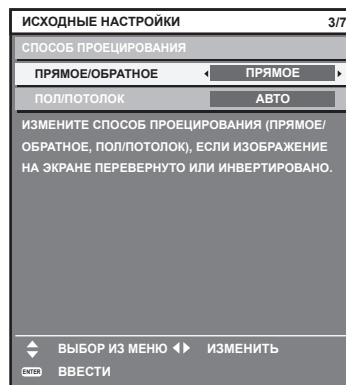 ИСХОДНЫЕ НАСТРОЙКИ 3/7
СПОСОБ ПРОЕЦИРОВАНИЯ
ПРЯМОЕ/ОБРАТНОЕ ПРЯМОЕ
ПОЛ/ПОТОЛОК АВТО
ИЗМЕНИТЕ СПОСОБ ПРОЕЦИРОВАНИЯ (ПРЯМОЕ/
ОБРАТНОЕ, ПОЛ/ПОТОЛОК), ЕСЛИ ИЗОБРАЖЕНИЕ
НА ЭКРАНЕ ПЕРЕВЕРНУТО ИЛИ ИНВЕРТИРОВАНО.
ВЫБОР ИЗ МЕНЮ ИЗМЕНИТЬ
ENTER ВВЕСТИ